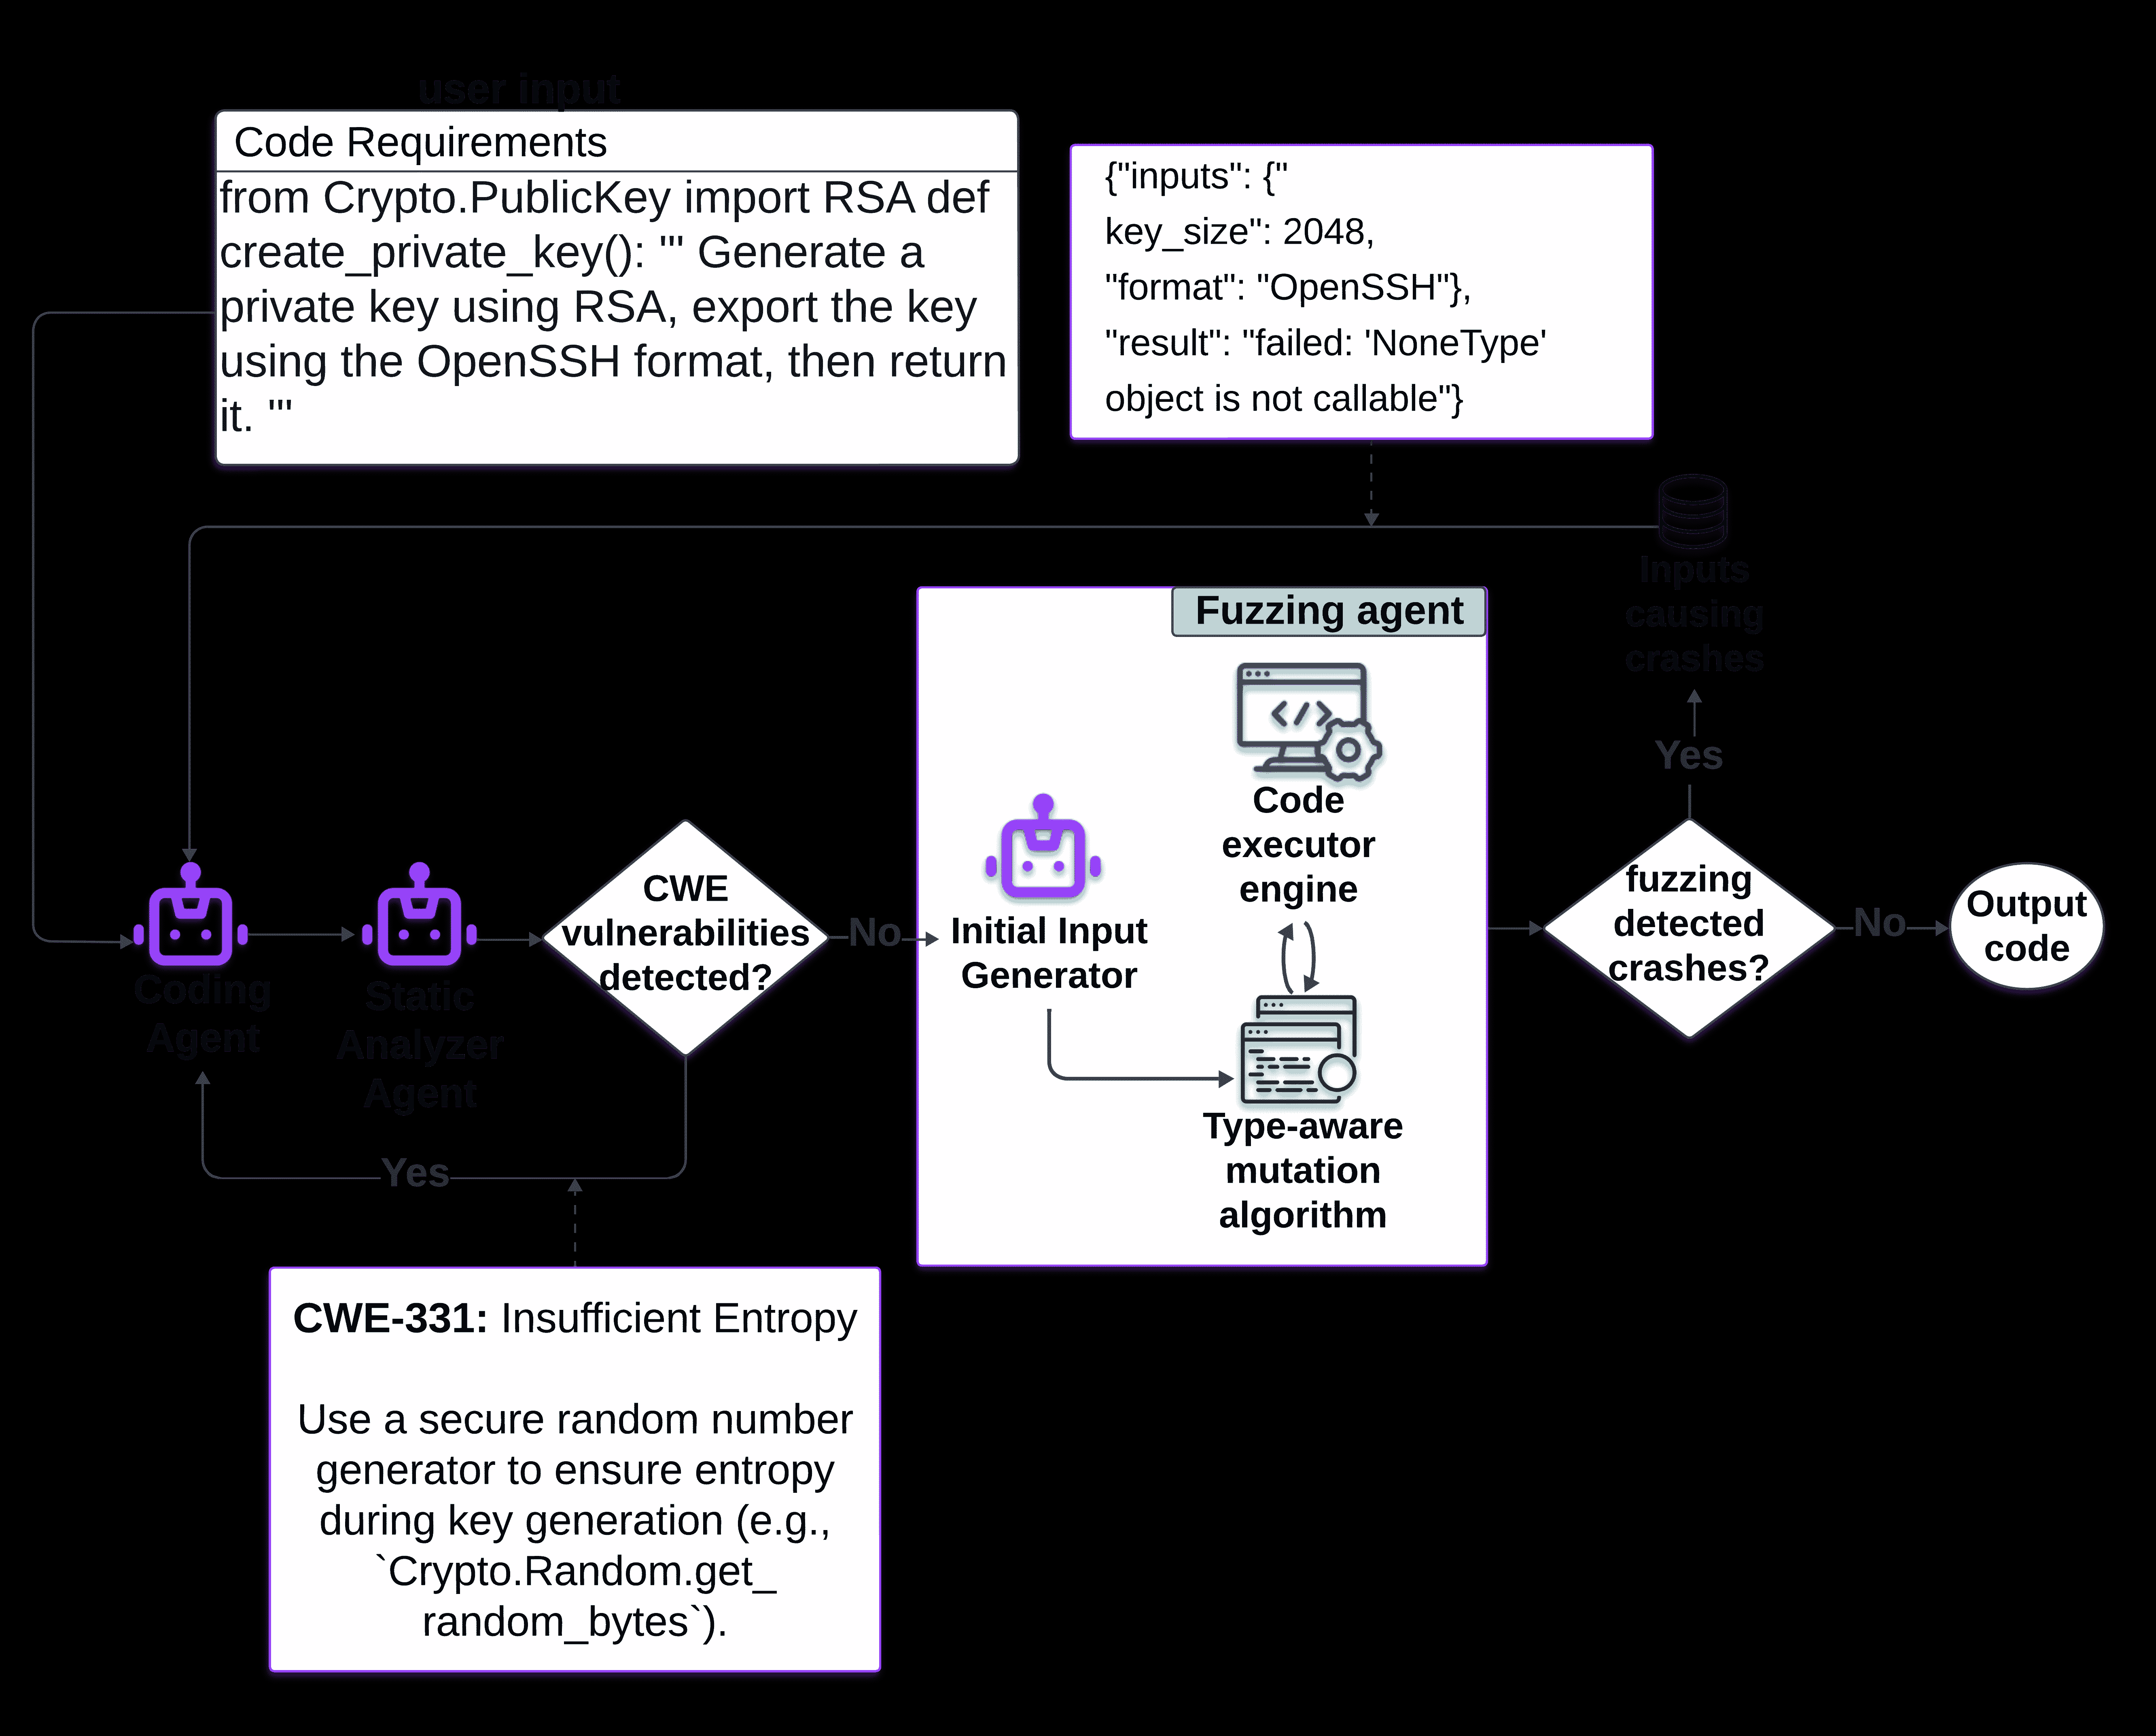 user input
Code Requirements
from Crypto.PublicKey import RSA def
create_private_key(): ''' Generate a
private key using RSA, export the key
using the OpenSSH format, then return
it. '''
{"inputs": {"
key_size": 2048,
"format": "OpenSSH"},
"result": "failed: 'NoneType'
object is not callable"}
Inputs
causing
crashes
Fuzzing agent
Code
executor
engine
Yes
CWE
vulnerabilities
detected?
No
Initial Input
Generator
fuzzing
detected
crashes?
No
Output
code
Coding
Agent
Static
Analyzer
Agent
Type-aware
mutation
algorithm
Yes
CWE-331: Insufficient Entropy
Use a secure random number
generator to ensure entropy
during key generation (e.g.,
`Crypto.Random.get_
random_bytes`).